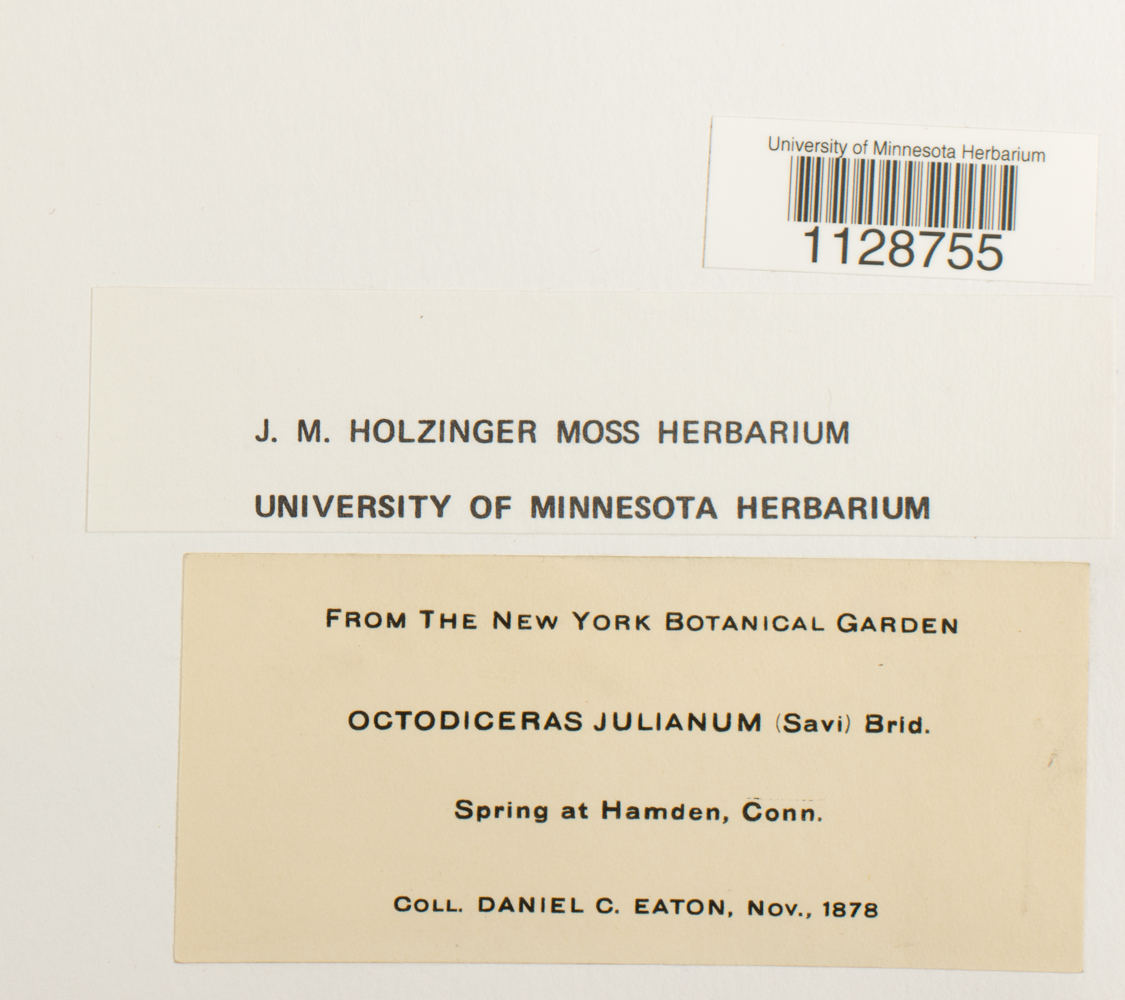 University of Minnesota Herbarium
1128755
J. M. HOLZINGER MOSS HERBARIUM
UNIVERSITY OF MINNESOTA HERBARIUM
FROM THE NEW YORK BOTANICAL GARDEN
OCTODICERAS JULIANUM (Savi) Brid.
Spring at Hamden, Conn.
COLL. DANIEL C. EATON, NOV., 1878